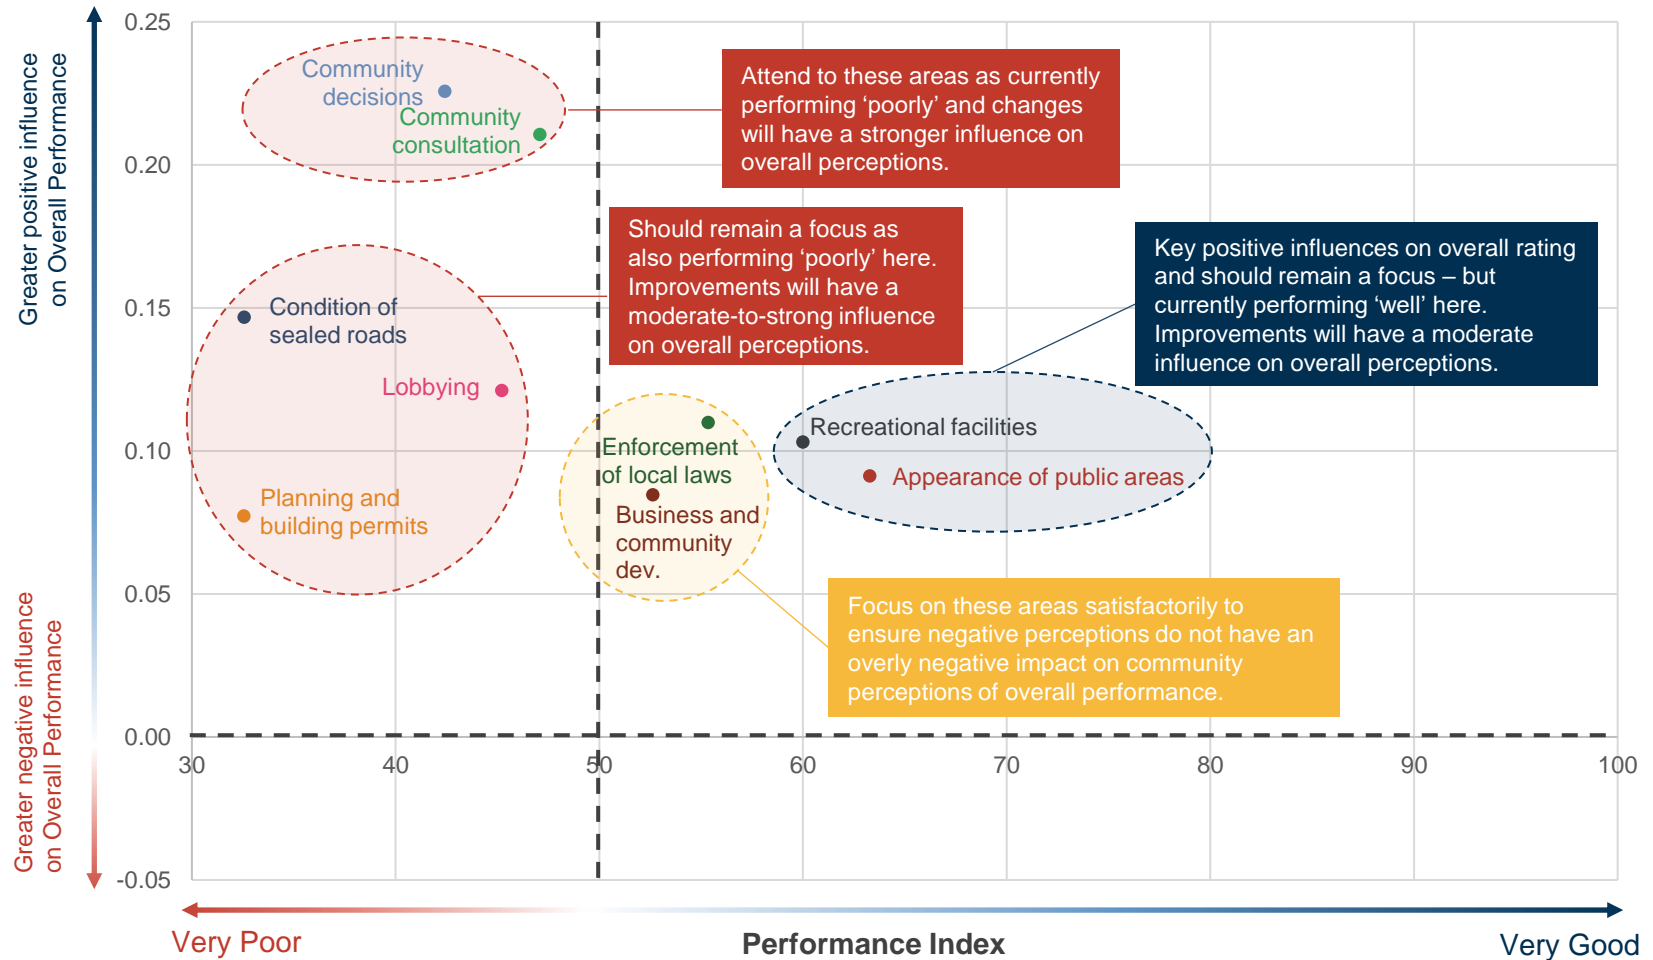 Greater positive influence
on Overall Performance
Greater negative influence
on Overall Performance
0.25
0.20
0.15
0.10
0.05
0.00
-0.05
30
40
50
60
70
80
90
100
Community
decisions
Community
consultation
Attend to these areas as currently
performing ‘poorly’ and changes
will have a stronger influence on
overall perceptions.
Should remain a focus as
also performing ‘poorly’ here.
Improvements will have a
moderate-to-strong influence
on overall perceptions.
Key positive influences on overall rating
and should remain a focus – but
currently performing ‘well’ here.
Improvements will have a moderate
influence on overall perceptions.
Condition of
sealed roads
Lobbying
Planning and
building permits
Enforcement
of local laws
Business and
community
dev.
Recreational facilities
Appearance of public areas
Focus on these areas satisfactorily to
ensure negative perceptions do not have an
overly negative impact on community
perceptions of overall performance.
Very Poor
Performance Index
Very Good